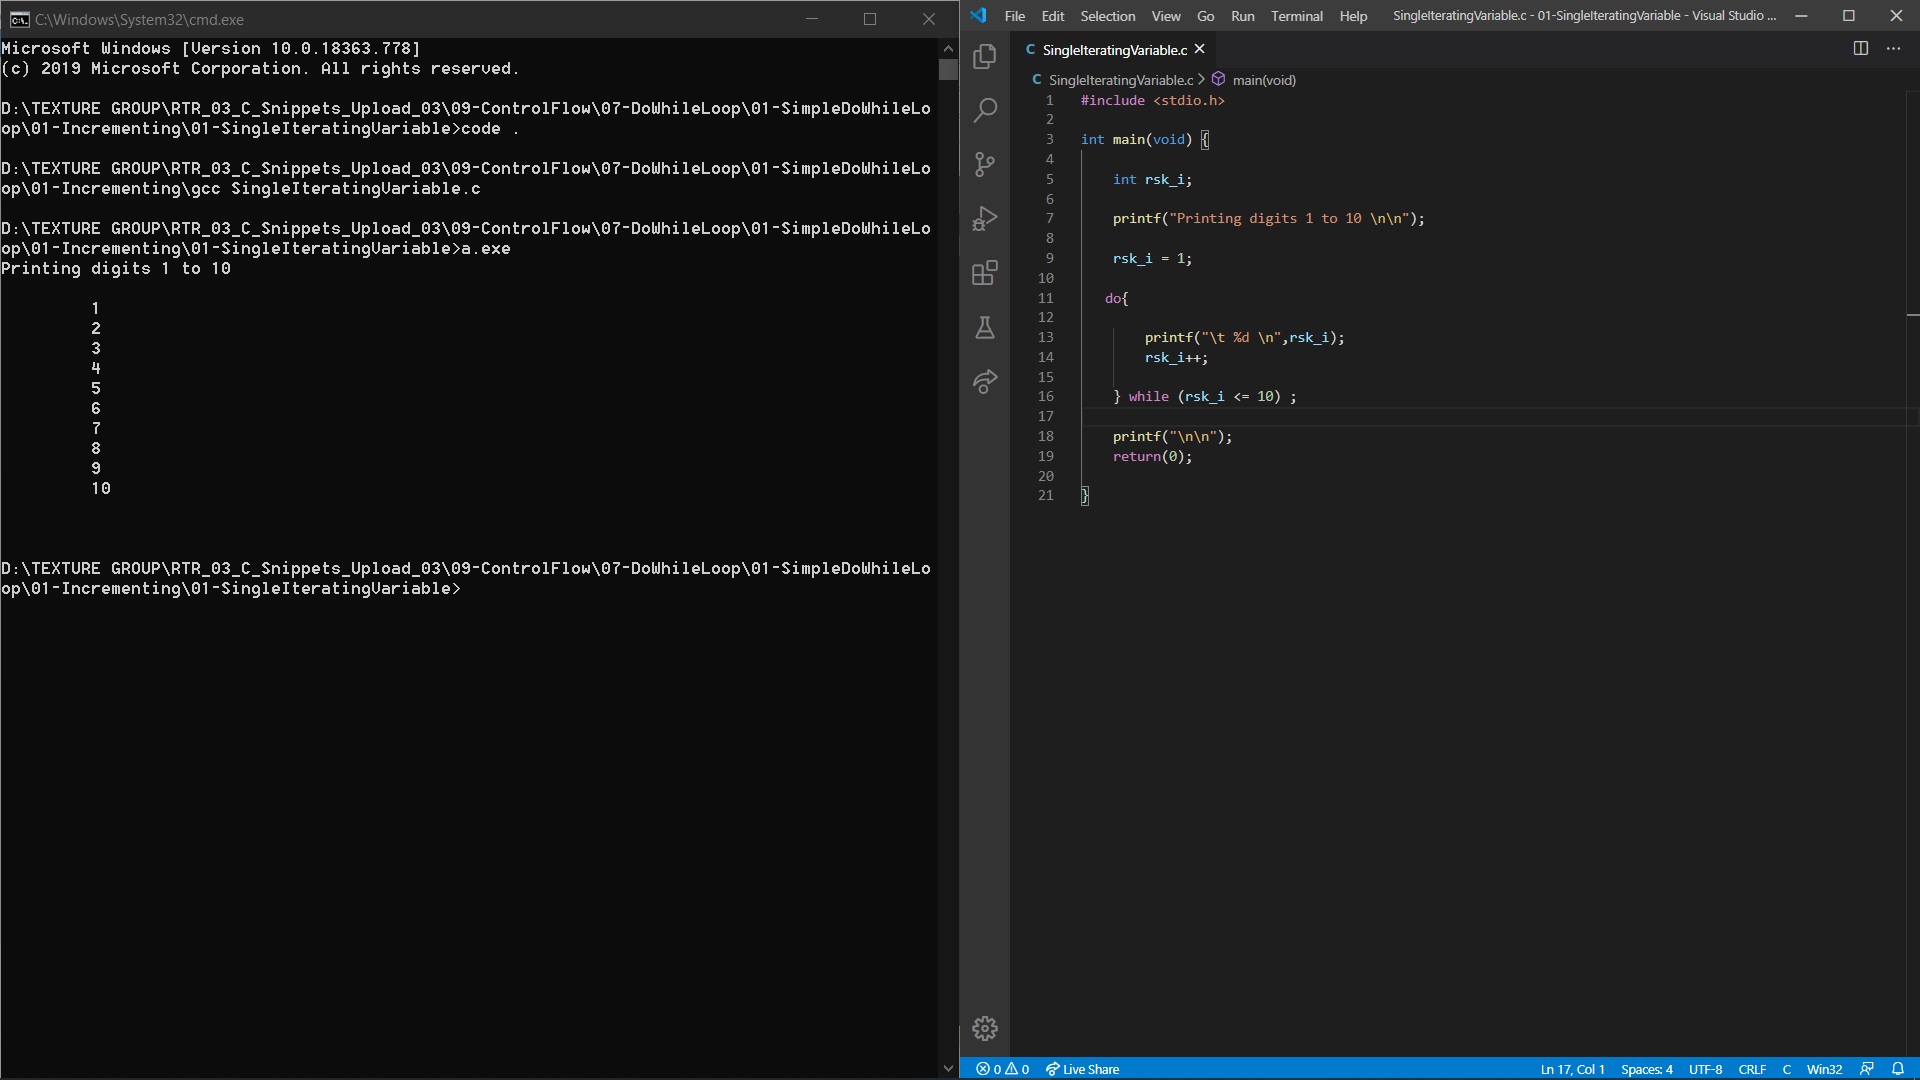 C:\Windows\System32\cmd.exe
Microsoft Windows [Version 10.0.18363.778]
(c) 2019 Microsoft Corporation. All rights reserved.
D:\TEXTURE GROUP\RTR_03_C_Snippets_Upload_03\09-ControlFlow\07-DoWhileLoop\01-SimpleDoWhileLo
op\01-Incrementing\01-SingleIteratingVariable>code .
D:\TEXTURE GROUP\RTR_03_C_Snippets_Upload_03\09-ControlFlow\07-DoWhileLoop\01-SimpleDoWhileLo
op\01-Incrementing\gcc SingleIteratingVariable.c
D:\TEXTURE GROUP\RTR_03_C_Snippets_Upload_03\09-ControlFlow\07-DoWhileLoop\01-SimpleDoWhileLo
op\01-Incrementing\01-SingleIteratingVariable>a.exe
Printing digits 1 to 10
1
2
3
4
5
6
7
8
9
10
D:\TEXTURE GROUP\RTR_03_C_Snippets_Upload_03\09-ControlFlow\07-DoWhileLoop\01-SimpleDoWhileLo
op\01-Incrementing\01-SingleIteratingVariable>
File Edit Selection View Go Run Terminal Help SingleIteratingVariable.c - 01-SingleIteratingVariable - Visual Studio ...
C SingleIteratingVariable.c
C SingleIteratingVariable.c > main(void)
1 #include <stdio.h>
2
3 int main(void) {
4
5 int rsk_i;
6
7 printf("Printing digits 1 to 10 \n\n");
8
9 rsk_i = 1;
10
11 do{
12
13 printf("\t %d \n",rsk_i);
14 rsk_i++;
15
16 } while (rsk_i <= 10) ;
17
18 printf("\n\n");
19 return(0);
20
21 }
0 0 Live Share Ln 17, Col 1 Spaces: 4 UTF-8 CRLF C Win32